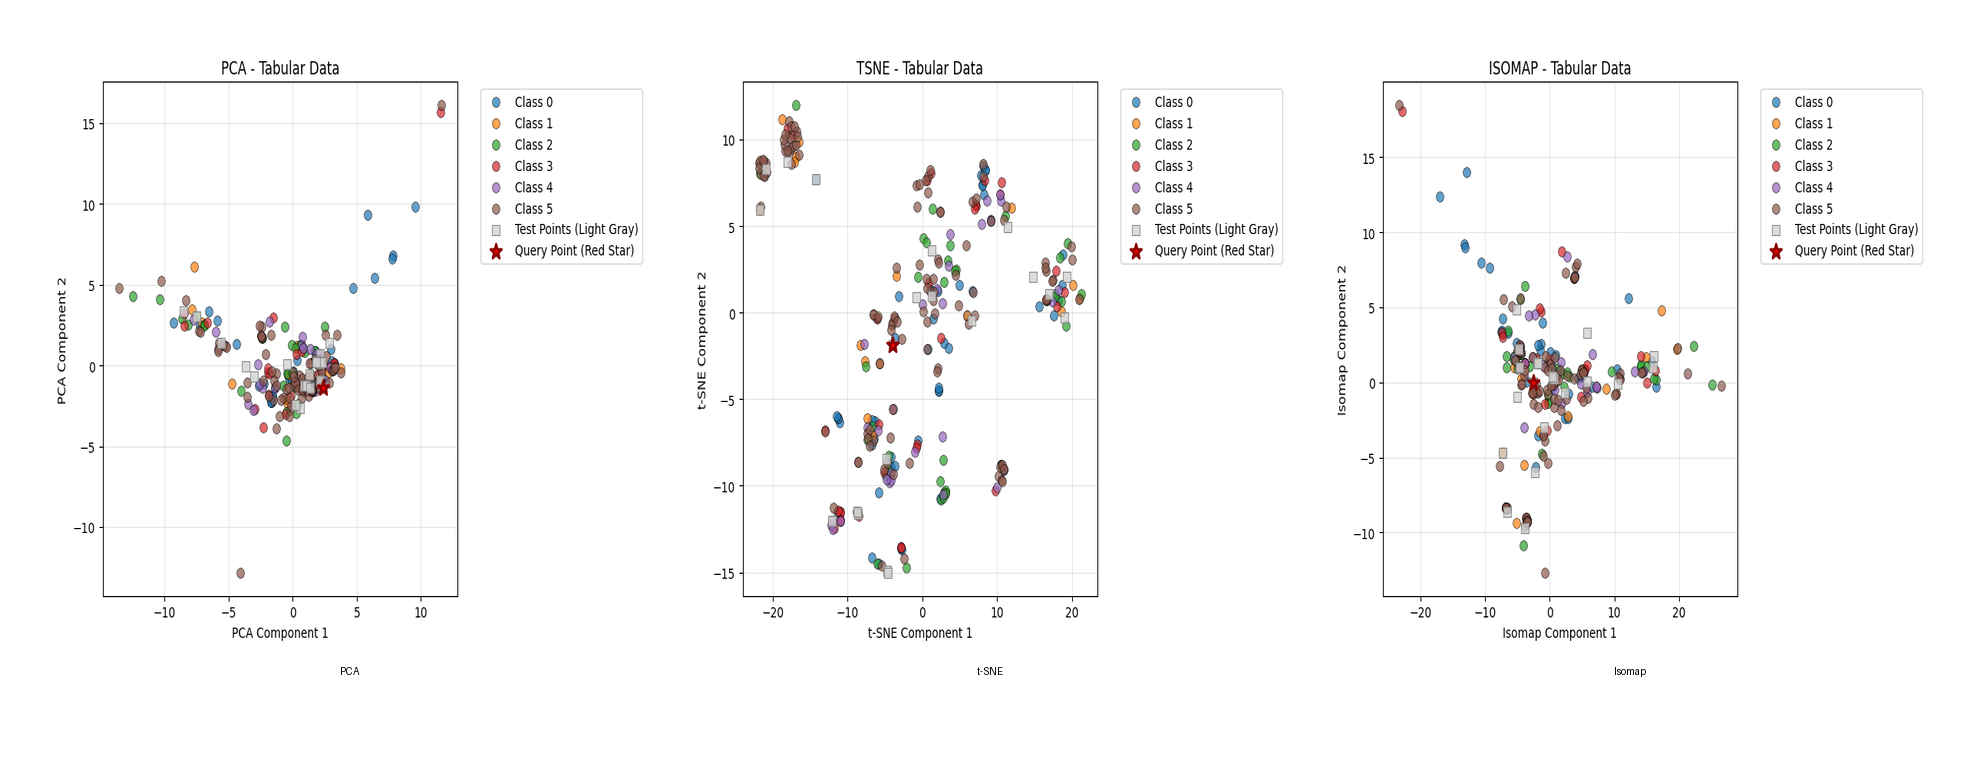 PCA - Tabular Data
PCA Component 2
15
10
5
0
−5
−10
−10
−5
0
5
10
PCA Component 1
Class 0
Class 1
Class 2
Class 3
Class 4
Class 5
Test Points (Light Gray)
Query Point (Red Star)
PCA
TSNE - Tabular Data
t-SNE Component 2
10
5
0
−5
−10
−15
−20
−10
0
10
20
t-SNE Component 1
Class 0
Class 1
Class 2
Class 3
Class 4
Class 5
Test Points (Light Gray)
Query Point (Red Star)
t-SNE
ISOMAP - Tabular Data
Isomap Component 2
15
10
5
0
−5
−10
−20
−10
0
10
20
Isomap Component 1
Class 0
Class 1
Class 2
Class 3
Class 4
Class 5
Test Points (Light Gray)
Query Point (Red Star)
Isomap